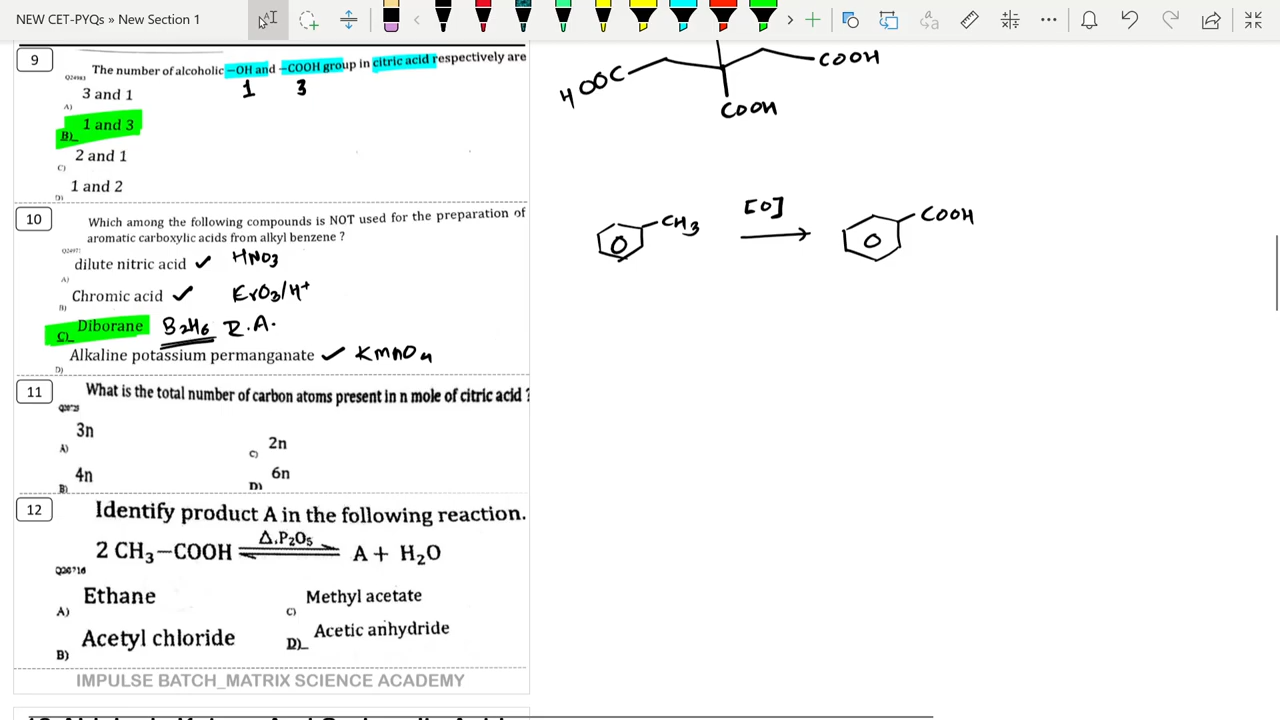 NEW CET-PYQs » New Section 1
9
The number of alcoholic –OH and –COOH group in citric acid respectively are
1 3
3 and 1
A)
1 and 3
B)
2 and 1
C)
1 and 2
D)
HOOC
COOH
COOH
10
Which among the following compounds is NOT used for the preparation of
aromatic carboxylic acids from alkyl benzene ?
dilute nitric acid ✓ HNO3
A)
Chromic acid ✓ CrO3/H+
B)
Diborane B2H6 R.A.
C)
Alkaline potassium permanganate ✓ KMnO4
D)
CH3 [O] → COOH
11
What is the total number of carbon atoms present in n mole of citric acid ?
3n
A)
2n
C)
4n
B)
6n
D)
12
Identify product A in the following reaction.
2 CH3–COOH Δ,P2O5 ⇌ A + H2O
Ethane
A)
Methyl acetate
C)
Acetyl chloride
B)
Acetic anhydride
D)
IMPULSE BATCH_MATRIX SCIENCE ACADEMY